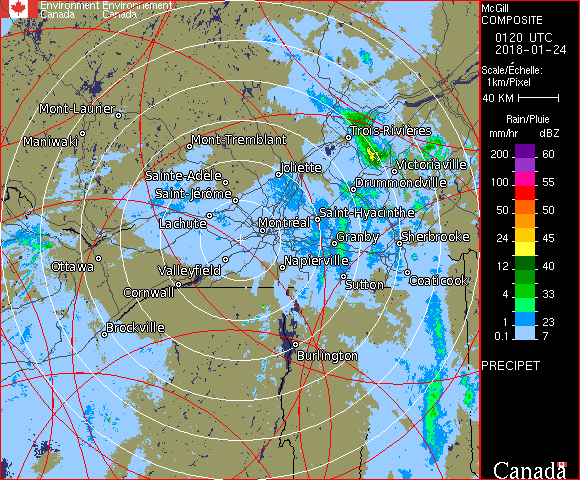 Environment Environnement
Canada Canada
Mont-Laurier
Maniwaki
Mont-Tremblant
Trois-Rivières
Joliette
Victoriaville
Sainte-Adèle
Drummondville
Saint-Jérôme
Saint-Hyacinthe
Lachute
Montréal
Granby
Sherbrooke
Ottawa
Valleyfield
Napierville
Cornwall
Sutton
Coaticook
Brockville
Burlington
McGill
COMPOSITE
0120 UTC
2018-01-24
Scale/Échelle:
1km/Pixel
40 KM
Rain/Pluie
mm/hr dBZ
200 60
100 55
50 50
24 45
12 40
4 33
2 30
1 23
0.1 7
PRECIPET
Canada